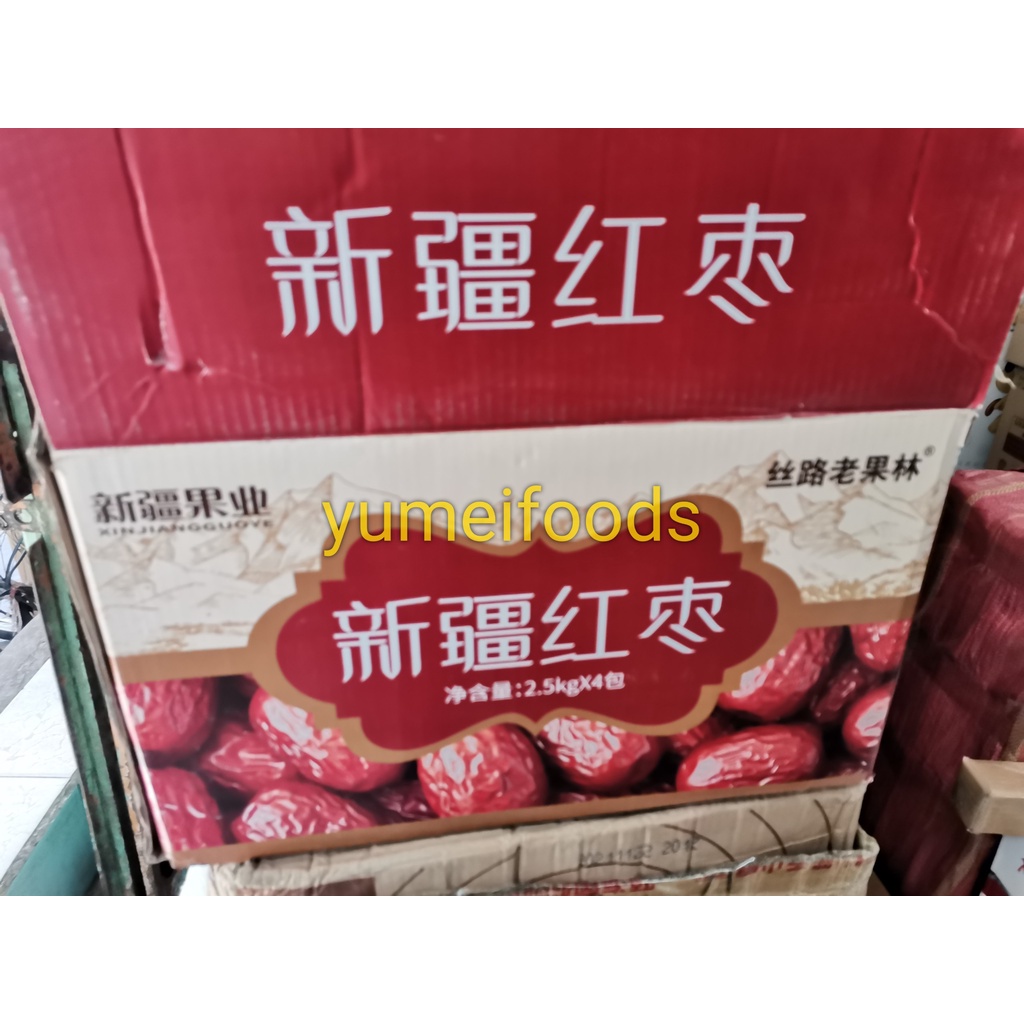 新疆红枣
新疆果业
XINJIANGGUOYE
丝路老果林®
yumeifoods
新疆红枣
净含量:2.5kgX4包